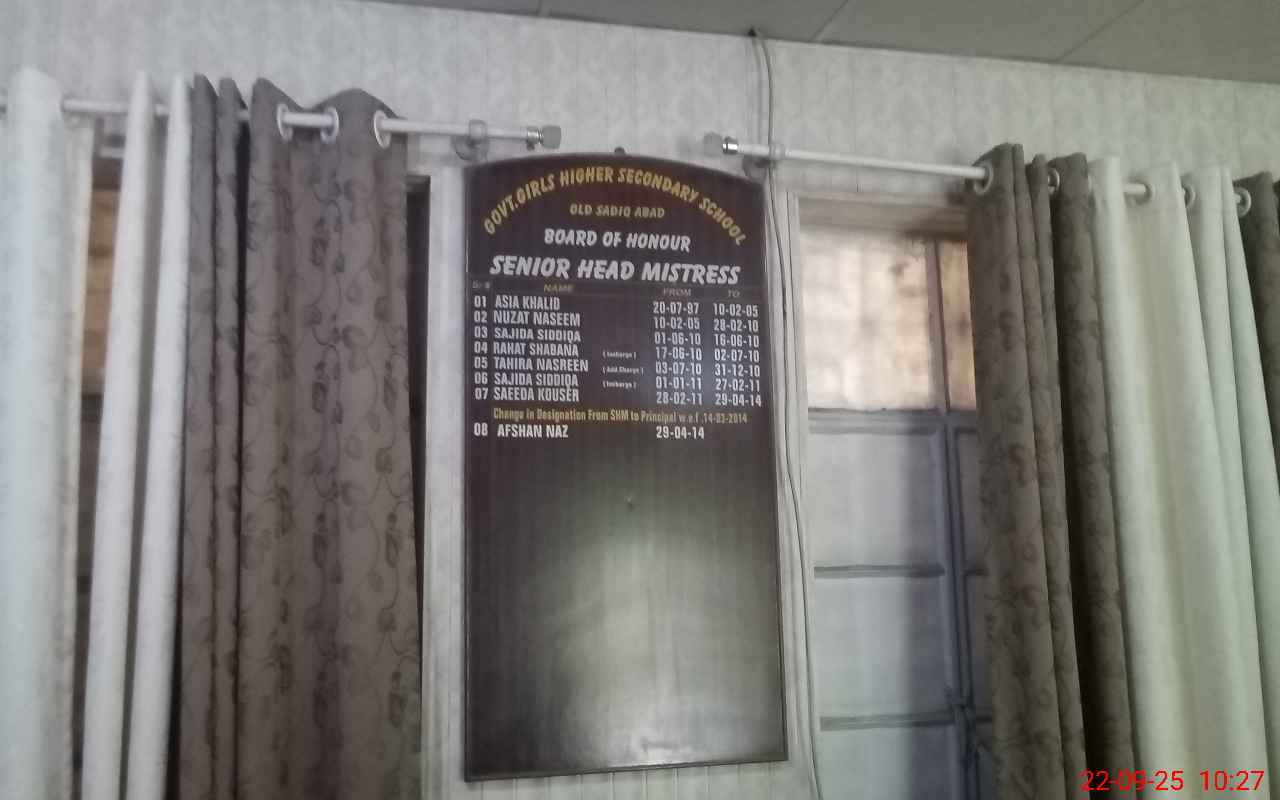 GOVT.GIRLS HIGHER SECONDARY SCHOOL
OLD SADIQ ABAD
BOARD OF HONOUR
SENIOR HEAD MISTRESS
Sr# NAME FROM TO
01 ASIA KHALID 20-07-97 10-02-05
02 NUZAT NASEEM 10-02-05 28-02-10
03 SAJIDA SIDDIQA 01-06-10 16-06-10
04 RAHAT SHABANA (Incharge) 17-06-10 02-07-10
05 TAHIRA NASREEN (Add.Charge) 03-07-10 31-12-10
06 SAJIDA SIDDIQA (Incharge) 01-01-11 27-02-11
07 SAEEDA KOUSER 28-02-11 29-04-14
Change in Designation From SHM to Principal w.e.f .14-03-2014
08 AFSHAN NAZ 29-04-14
22-09-25 10:27